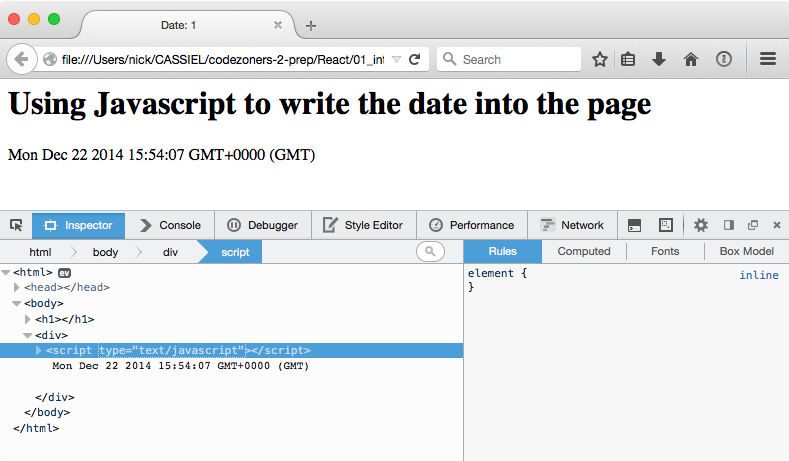 Date: 1
file:///Users/nick/CASSIEL/codezoners-2-prep/React/01_int
Search
Using Javascript to write the date into the page
Mon Dec 22 2014 15:54:07 GMT+0000 (GMT)
Inspector Console Debugger Style Editor Performance Network
html body div script Rules Computed Fonts Box Model
<html> ev
<head></head>
<body>
<h1></h1>
<div>
<script type="text/javascript"></script>
Mon Dec 22 2014 15:54:07 GMT+0000 (GMT)
</div>
</body>
</html>
element { inline
}